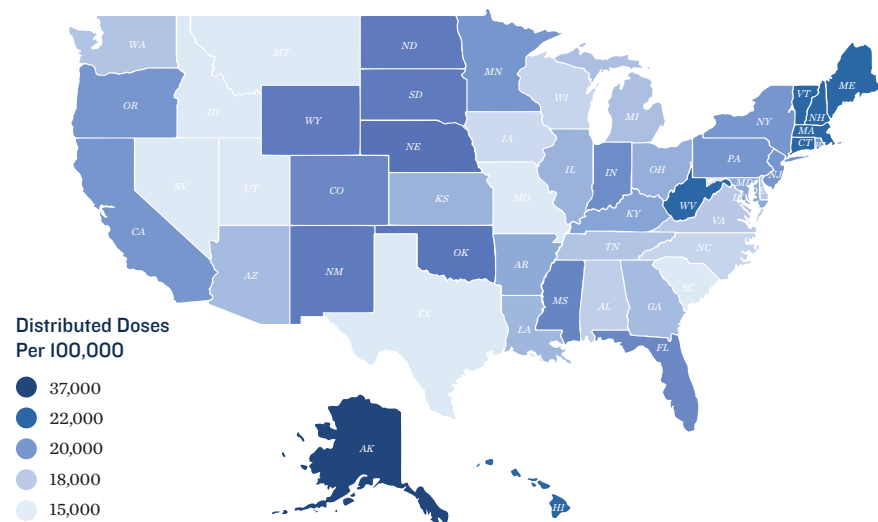 WA
MT
ND
MN
OR
ID
SD
WI
MI
ME
VT
NH
NY
MA
CT
WY
IA
NE
PA
NJ
NV
UT
CO
IL
IN
OH
MD
DE
KS
MO
WV
KY
VA
CA
AZ
NM
OK
AR
TN
NC
SC
MS
AL
GA
TX
LA
FL
Distributed Doses
Per 100,000
37,000
22,000
20,000
18,000
15,000
AK
HI